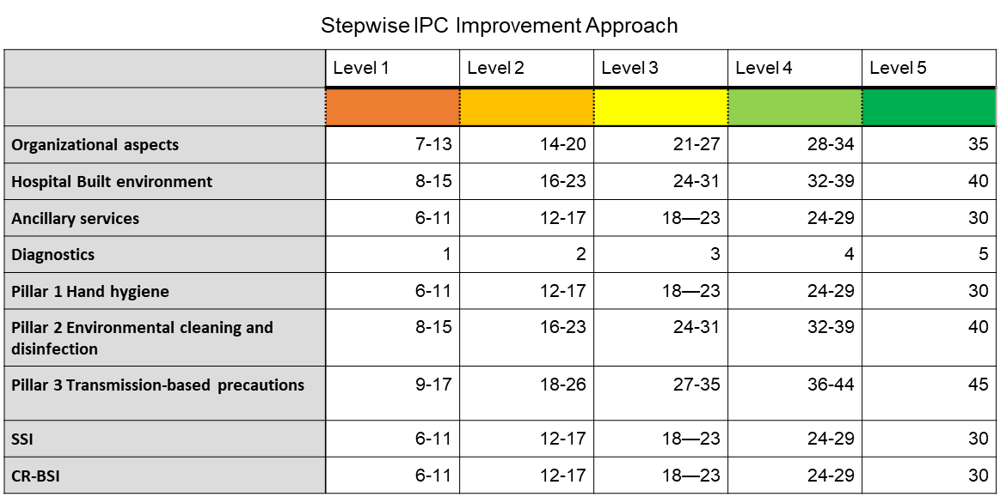 Stepwise IPC Improvement Approach
Level 1 Level 2 Level 3 Level 4 Level 5
Organizational aspects 7-13 14-20 21-27 28-34 35
Hospital Built environment 8-15 16-23 24-31 32-39 40
Ancillary services 6-11 12-17 18—23 24-29 30
Diagnostics 1 2 3 4 5
Pillar 1 Hand hygiene 6-11 12-17 18—23 24-29 30
Pillar 2 Environmental cleaning and 8-15 16-23 24-31 32-39 40
disinfection
Pillar 3 Transmission-based precautions 9-17 18-26 27-35 36-44 45
SSI 6-11 12-17 18—23 24-29 30
CR-BSI 6-11 12-17 18—23 24-29 30